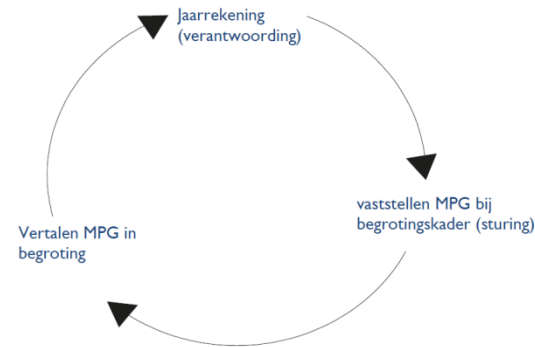 Jaarrekening
(verantwoording)
vaststellen MPG bij
begrotingskader (sturing)
Vertalen MPG in
begroting